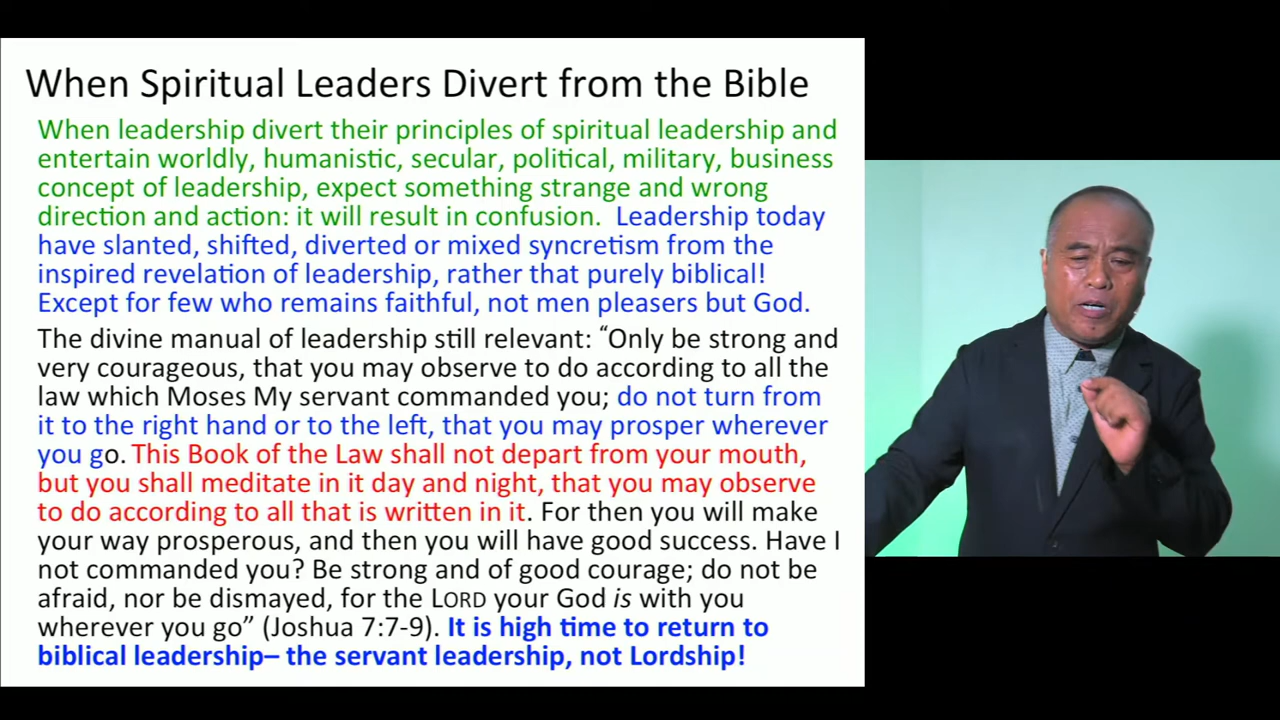 When Spiritual Leaders Divert from the Bible
When leadership divert their principles of spiritual leadership and
entertain worldly, humanistic, secular, political, military, business
concept of leadership, expect something strange and wrong
direction and action: it will result in confusion. Leadership today
have slanted, shifted, diverted or mixed syncretism from the
inspired revelation of leadership, rather that purely biblical!
Except for few who remains faithful, not men pleasers but God.
The divine manual of leadership still relevant: “Only be strong and
very courageous, that you may observe to do according to all the
law which Moses My servant commanded you; do not turn from
it to the right hand or to the left, that you may prosper wherever
you go. This Book of the Law shall not depart from your mouth,
but you shall meditate in it day and night, that you may observe
to do according to all that is written in it. For then you will make
your way prosperous, and then you will have good success. Have I
not commanded you? Be strong and of good courage; do not be
afraid, nor be dismayed, for the LORD your God is with you
wherever you go” (Joshua 7:7-9). It is high time to return to
biblical leadership– the servant leadership, not Lordship!